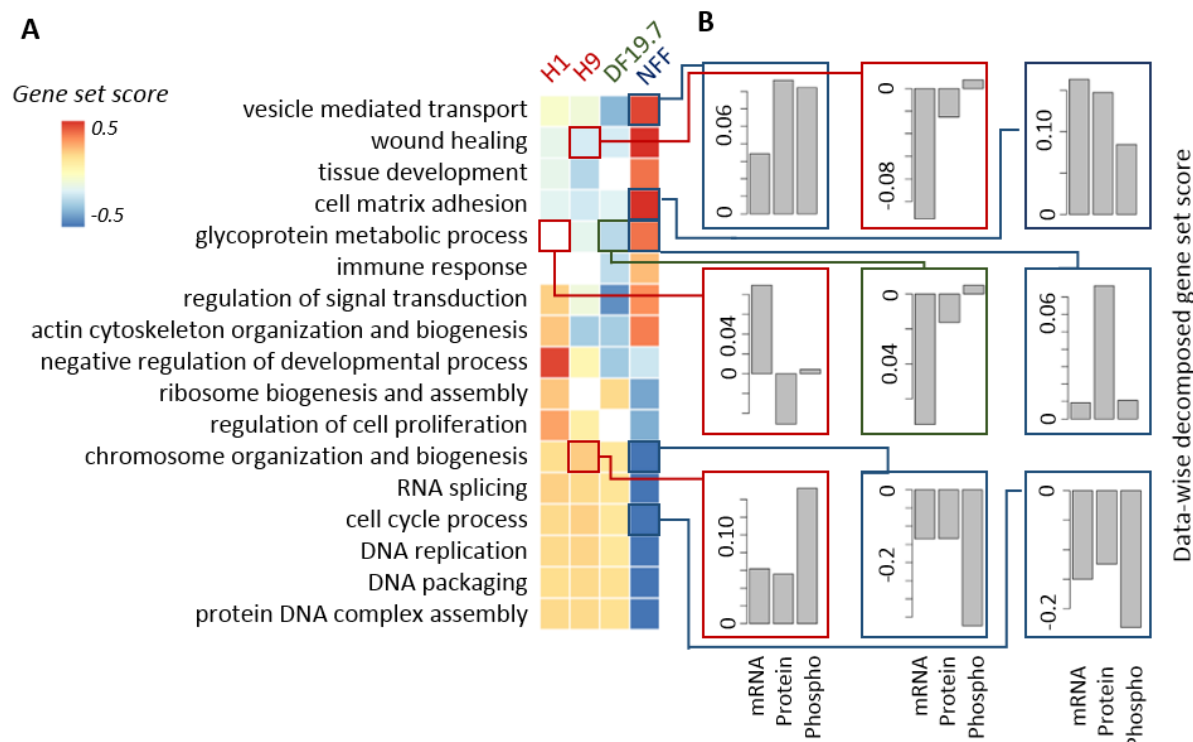 A
B
H1
H9
DF19.7
NFF
Gene set score
0.5
-0.5
vesicle mediated transport
wound healing
tissue development
cell matrix adhesion
glycoprotein metabolic process
immune response
regulation of signal transduction
actin cytoskeleton organization and biogenesis
negative regulation of developmental process
ribosome biogenesis and assembly
regulation of cell proliferation
chromosome organization and biogenesis
RNA splicing
cell cycle process
DNA replication
DNA packaging
protein DNA complex assembly
0.06
0
0
-0.08
0.10
0
0.04
0
0
0.04
0.06
0
0.10
0
0
-0.2
0
-0.2
mRNA
Protein
Phospho
mRNA
Protein
Phospho
mRNA
Protein
Phospho
Data-wise decomposed gene set score